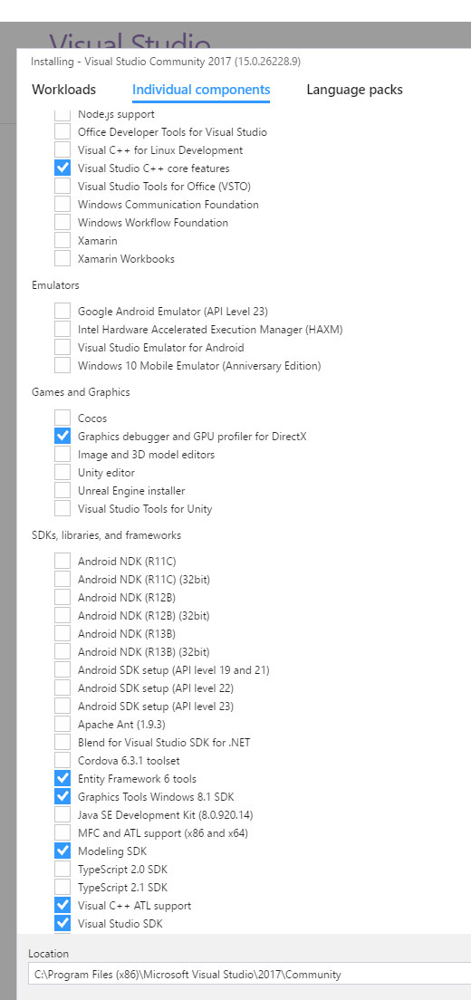 Visual Studio
Installing - Visual Studio Community 2017 (15.0.26228.9)
Workloads Individual components Language packs
Node.js support
Office Developer Tools for Visual Studio
Visual C++ for Linux Development
Visual Studio C++ core features
Visual Studio Tools for Office (VSTO)
Windows Communication Foundation
Windows Workflow Foundation
Xamarin
Xamarin Workbooks
Emulators
Google Android Emulator (API Level 23)
Intel Hardware Accelerated Execution Manager (HAXM)
Visual Studio Emulator for Android
Windows 10 Mobile Emulator (Anniversary Edition)
Games and Graphics
Cocos
Graphics debugger and GPU profiler for DirectX
Image and 3D model editors
Unity editor
Unreal Engine installer
Visual Studio Tools for Unity
SDKs, libraries, and frameworks
Android NDK (R11C)
Android NDK (R11C) (32bit)
Android NDK (R12B)
Android NDK (R12B) (32bit)
Android NDK (R13B)
Android NDK (R13B) (32bit)
Android SDK setup (API level 19 and 21)
Android SDK setup (API level 22)
Android SDK setup (API level 23)
Apache Ant (1.9.3)
Blend for Visual Studio SDK for .NET
Cordova 6.3.1 toolset
Entity Framework 6 tools
Graphics Tools Windows 8.1 SDK
Java SE Development Kit (8.0.920.14)
MFC and ATL support (x86 and x64)
Modeling SDK
TypeScript 2.0 SDK
TypeScript 2.1 SDK
Visual C++ ATL support
Visual Studio SDK
Location
C:\Program Files (x86)\Microsoft Visual Studio\2017\Community